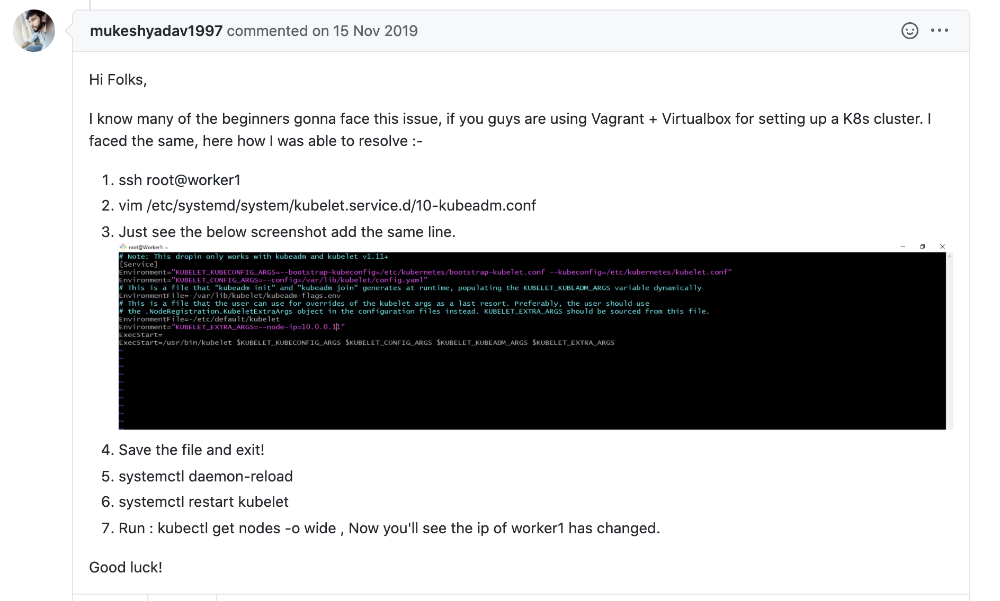 mukeshyadav1997 commented on 15 Nov 2019
Hi Folks,
I know many of the beginners gonna face this issue, if you guys are using Vagrant + Virtualbox for setting up a K8s cluster. I
faced the same, here how I was able to resolve :-
1. ssh root@worker1
2. vim /etc/systemd/system/kubelet.service.d/10-kubeadm.conf
3. Just see the below screenshot add the same line.
root@Worker1: ~
# Note: This dropin only works with kubeadm and kubelet v1.11+
[Service]
Environment="KUBELET_KUBECONFIG_ARGS=--bootstrap-kubeconfig=/etc/kubernetes/bootstrap-kubelet.conf --kubeconfig=/etc/kubernetes/kubelet.conf"
Environment="KUBELET_CONFIG_ARGS=--config=/var/lib/kubelet/config.yaml"
# This is a file that "kubeadm init" and "kubeadm join" generates at runtime, populating the KUBELET_KUBEADM_ARGS variable dynamically
EnvironmentFile=-/var/lib/kubelet/kubeadm-flags.env
# This is a file that the user can use for overrides of the kubelet args as a last resort. Preferably, the user should use
# the .NodeRegistration.KubeletExtraArgs object in the configuration files instead. KUBELET_EXTRA_ARGS should be sourced from this file.
EnvironmentFile=-/etc/default/kubelet
Environment="KUBELET_EXTRA_ARGS=--node-ip=10.0.0.11"
ExecStart=
ExecStart=/usr/bin/kubelet $KUBELET_KUBECONFIG_ARGS $KUBELET_CONFIG_ARGS $KUBELET_KUBEADM_ARGS $KUBELET_EXTRA_ARGS
~
~
~
~
~
~
~
~
~
~
~
4. Save the file and exit!
5. systemctl daemon-reload
6. systemctl restart kubelet
7. Run : kubectl get nodes -o wide , Now you'll see the ip of worker1 has changed.
Good luck!